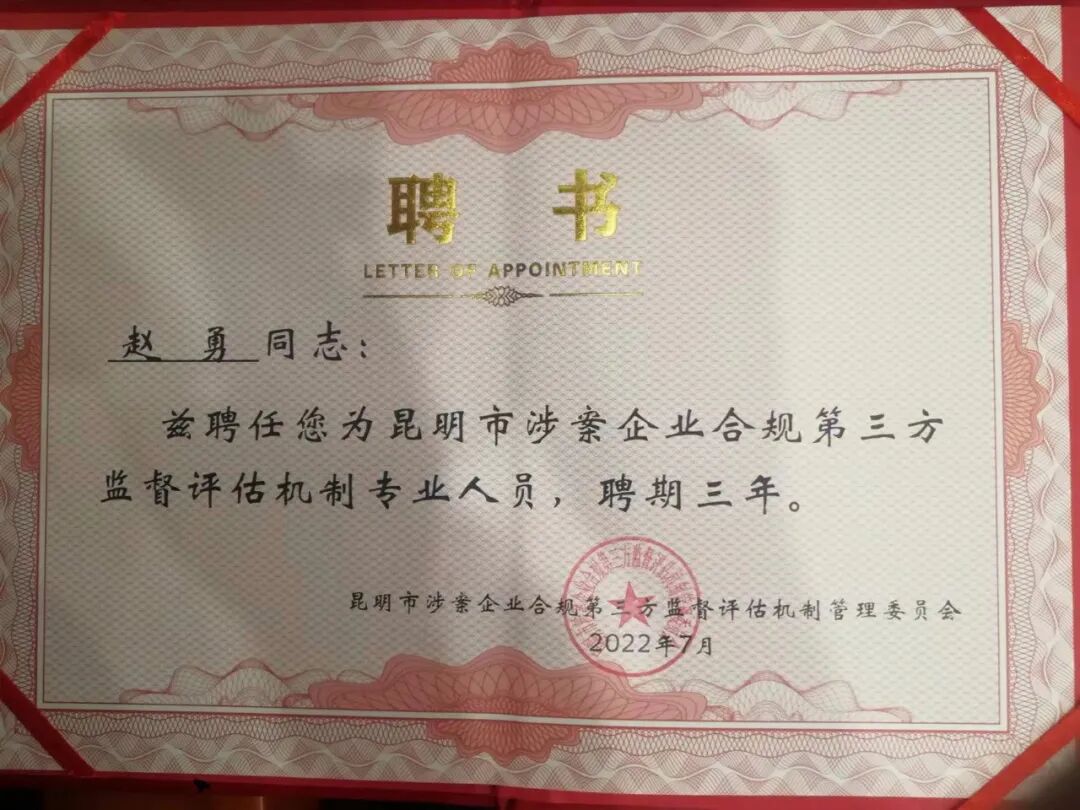 聘 书
LETTER OF APPOINTMENT
赵 勇 同志：
兹聘任您为昆明市涉案企业合规第三方
监督评估机制专业人员，聘期三年。
昆明市涉案企业合规第三方监督评估机制管理委员会
2022年7月